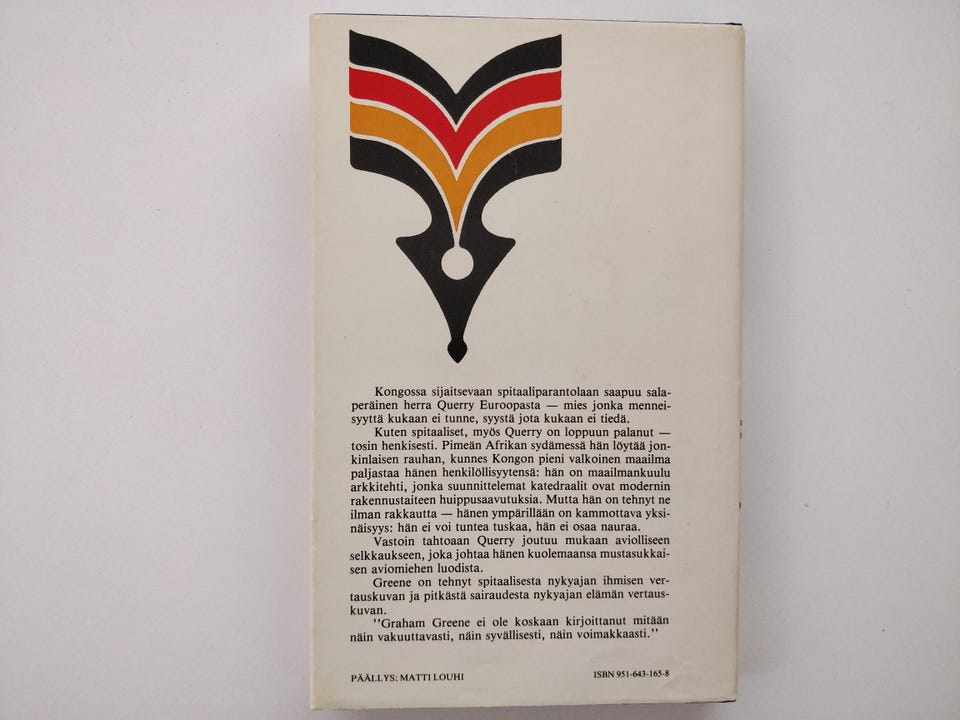 Kongossa sijaitsevaan spitaaliparantolaan saapuu sala-
peräinen herra Querry Euroopasta — mies jonka mennei-
syyttä kukaan ei tunne, syystä jota kukaan ei tiedä.
Kuten spitaaliset, myös Querry on loppuun palanut —
tosin henkisesti. Pimeän Afrikan sydämessä hän löytää jon-
kinlaisen rauhan, kunnes Kongon pieni valkoinen maailma
paljastaa hänen henkilöllisyytensä: hän on maailmankuulu
arkkitehti, jonka suunnittelemat katedraalit ovat modernin
rakennustaiteen huippusaavutuksia. Mutta hän on tehnyt ne
ilman rakkautta — hänen ympärillään on kammottava yksi-
näisyys: hän ei voi tuntea tuskaa, hän ei osaa nauraa.
Vastoin tahtoaan Querry joutuu mukaan aviolliseen
selkkaukseen, joka johtaa hänen kuolemaansa mustasukkai-
sen aviomiehen luodista.
Greene on tehnyt spitaalisesta nykyajan ihmisen ver-
tauskuvan ja pitkästä sairaudesta nykyajan elämän vertaus-
kuvan.
"Graham Greene ei ole koskaan kirjoittanut mitään
näin vakuuttavasti, näin syvällisesti, näin voimakkaasti."
PÄÄLLYS: MATTI LOUHI
ISBN 951-643-165-8